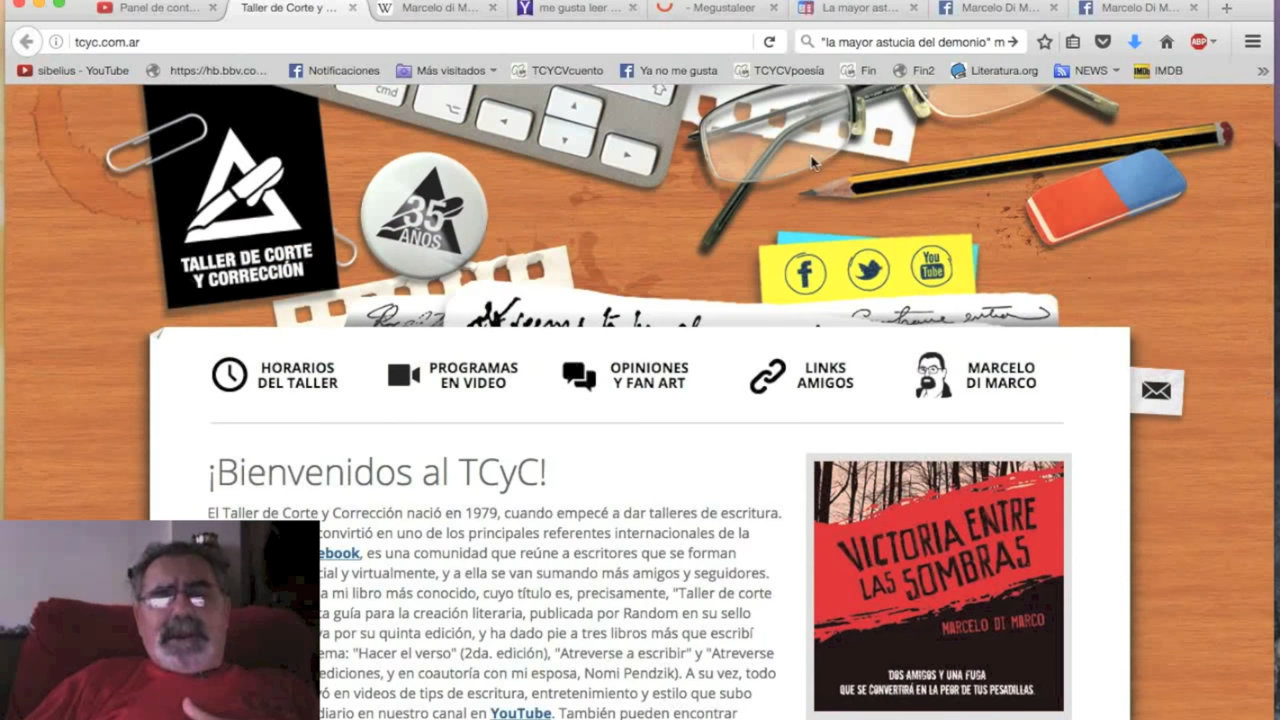 Panel de cont...
Taller de Corte y ...
Marcelo di M...
me gusta leer ...
- Megustaleer
La mayor ast...
Marcelo Di M...
Marcelo Di M...
tcyc.com.ar
"la mayor astucia del demonio" m
ABP
sibelius - YouTube
https://hb.bbv.co...
Notificaciones
Más visitados
TCYCVcuento
Ya no me gusta
TCYCVpoesía
Fin
Fin2
Literatura.org
NEWS
IMDb
IMDB
cmd
TALLER DE CORTE
Y CORRECCIÓN
35
AÑOS
You
Tube
HORARIOS
DEL TALLER
PROGRAMAS
EN VIDEO
OPINIONES
Y FAN ART
LINKS
AMIGOS
MARCELO
DI MARCO
¡Bienvenidos al TCyC!
El Taller de Corte y Corrección nació en 1979, cuando empecé a dar talleres de escritura.
convirtió en uno de los principales referentes internacionales de la
ebook, es una comunidad que reúne a escritores que se forman
cial y virtualmente, y a ella se van sumando más amigos y seguidores.
a mi libro más conocido, cuyo título es, precisamente, "Taller de corte
ta guía para la creación literaria, publicada por Random en su sello
va por su quinta edición, y ha dado pie a tres libros más que escribí
ema: "Hacer el verso" (2da. edición), "Atreverse a escribir" y "Atreverse
ediciones, y en coautoría con mi esposa, Nomi Pendzik). A su vez, todo
vó en videos de tips de escritura, entretenimiento y estilo que subo
diario en nuestro canal en YouTube. También pueden encontrar
VICTORIA ENTRE
LAS SOMBRAS
MARCELO DI MARCO
DOS AMIGOS Y UNA FUGA
QUE SE CONVERTIRÁ EN LA PEOR DE TUS PESADILLAS.